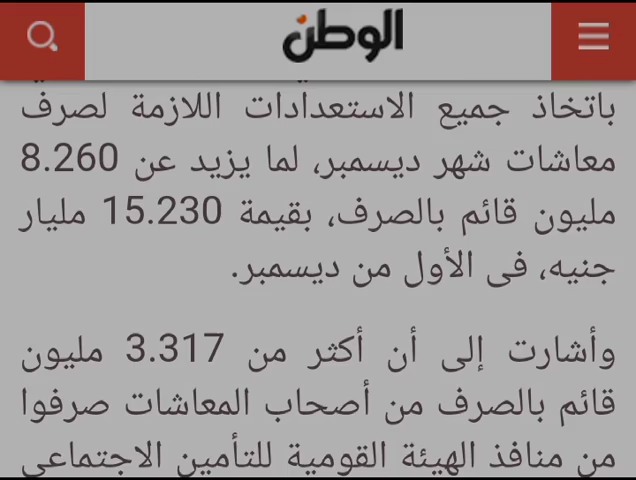 الوطن
باتخاذ جميع الاستعدادات اللازمة لصرف
معاشات شهر ديسمبر، لما يزيد عن 8.260
مليون قائم بالصرف، بقيمة 15.230 مليار
جنيه، فى الأول من ديسمبر.
وأشارت إلى أن أكثر من 3.317 مليون
قائم بالصرف من أصحاب المعاشات صرفوا
من منافذ الهيئة القومية للتأمين الاجتماعى